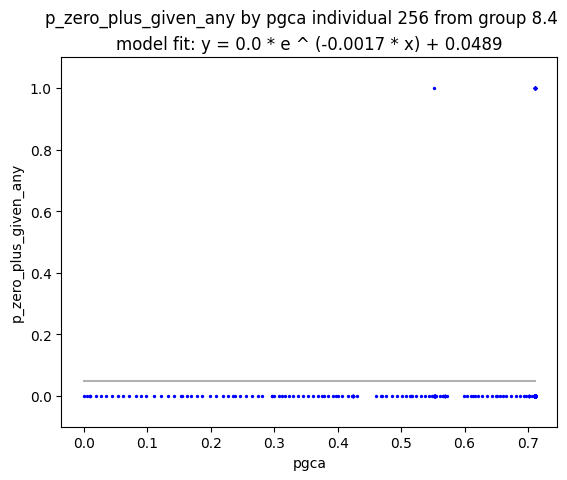 p_zero_plus_given_any by pgca individual 256 from group 8.4
model fit: y = 0.0 * e ^ (-0.0017 * x) + 0.0489
1.0
0.8
0.6
0.4
0.2
0.0
p_zero_plus_given_any
0.0 0.1 0.2 0.3 0.4 0.5 0.6 0.7
pgca